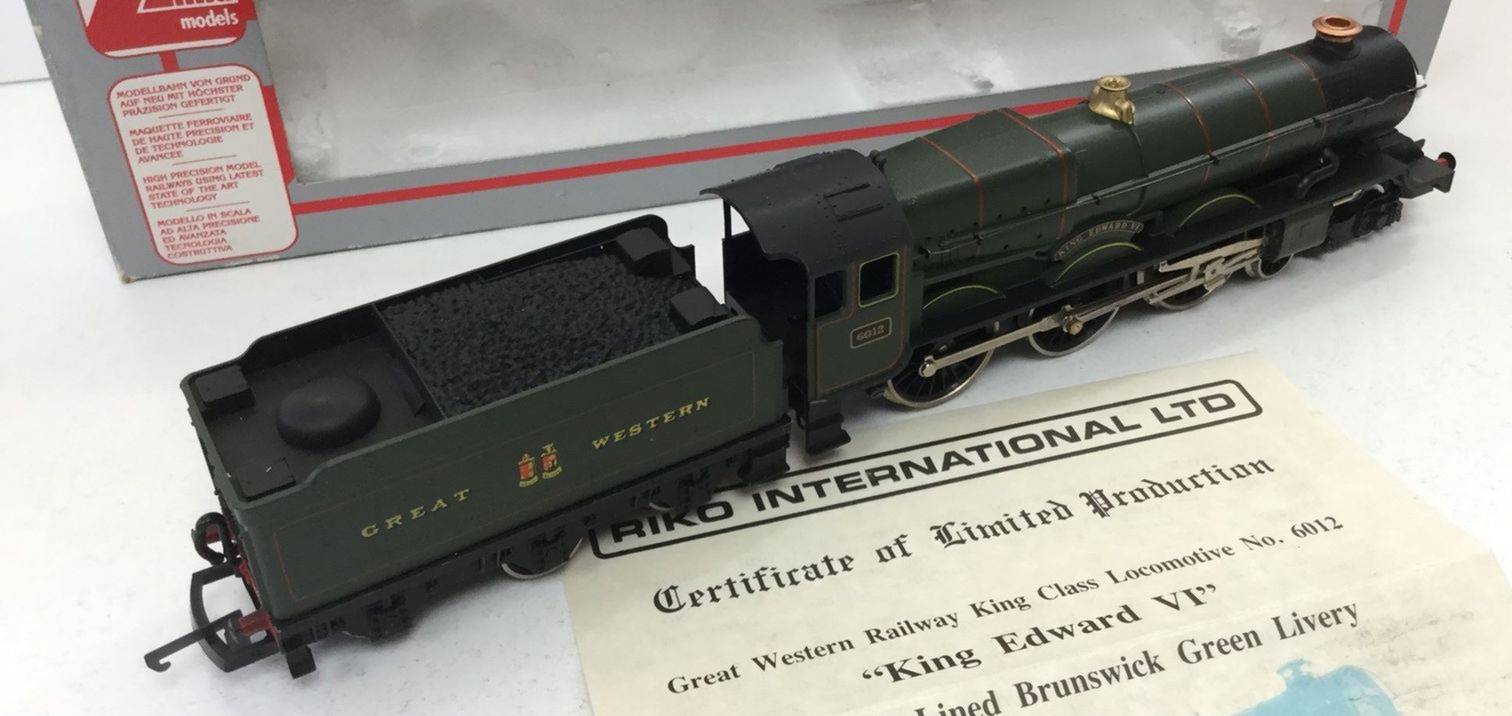 models
MODELLBAHN VON GRUND
AUF NEU MIT HÖCHSTER
PRÄZISION GEFERTIGT
MAQUETTE FERROVIAIRE
DE HAUTE PRECISION ET
DE TECHNOLOGIE
AVANCEE
HIGH PRECISION MODEL
RAILWAYS USING LATEST
STATE OF THE ART
TECHNOLOGY
MODELLO IN SCALA
AD ALTA PRECISIONE
ED AVANZATA
TECNOLOGIA
COSTRUTTIVA
KING EDWARD VI
6012
GREAT WESTERN
RIKO INTERNATIONAL LTD
Certificate of Limited Production
Great Western Railway King Class Locomotive No. 6012
“King Edward VI”
Lined Brunswick Green Livery